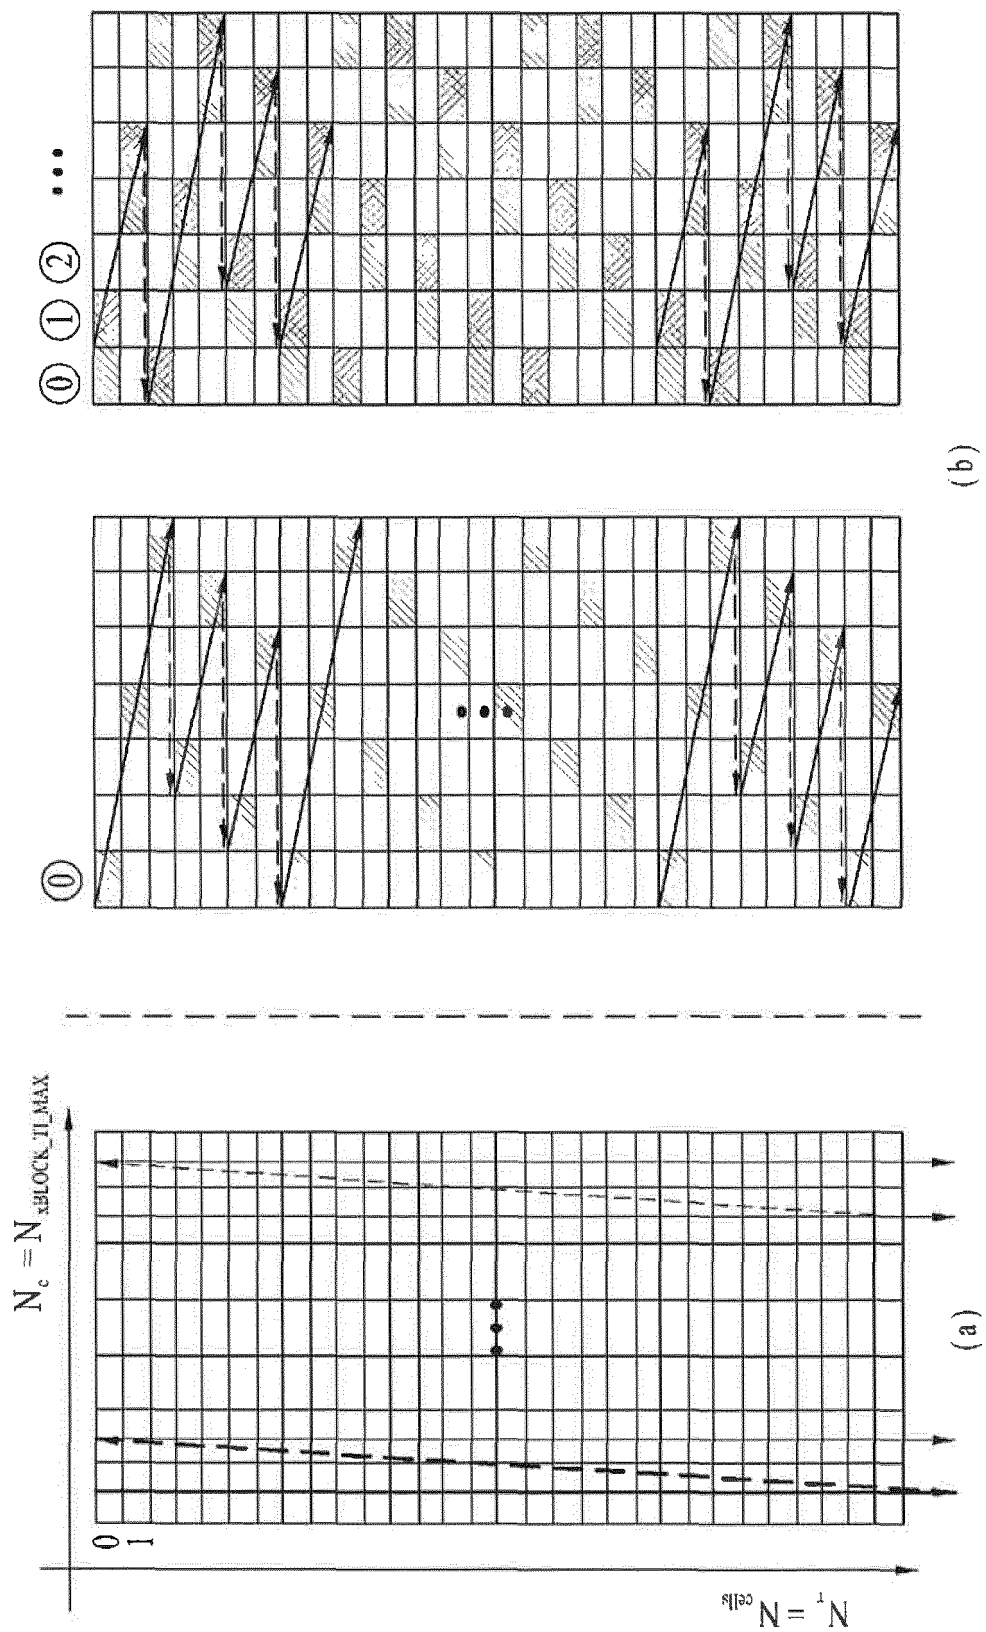 N_c = N_xBLOCK_TI_MAX
N_r = N_cells
0
1
(a)
⓪
⓪ ① ② •••
(b)